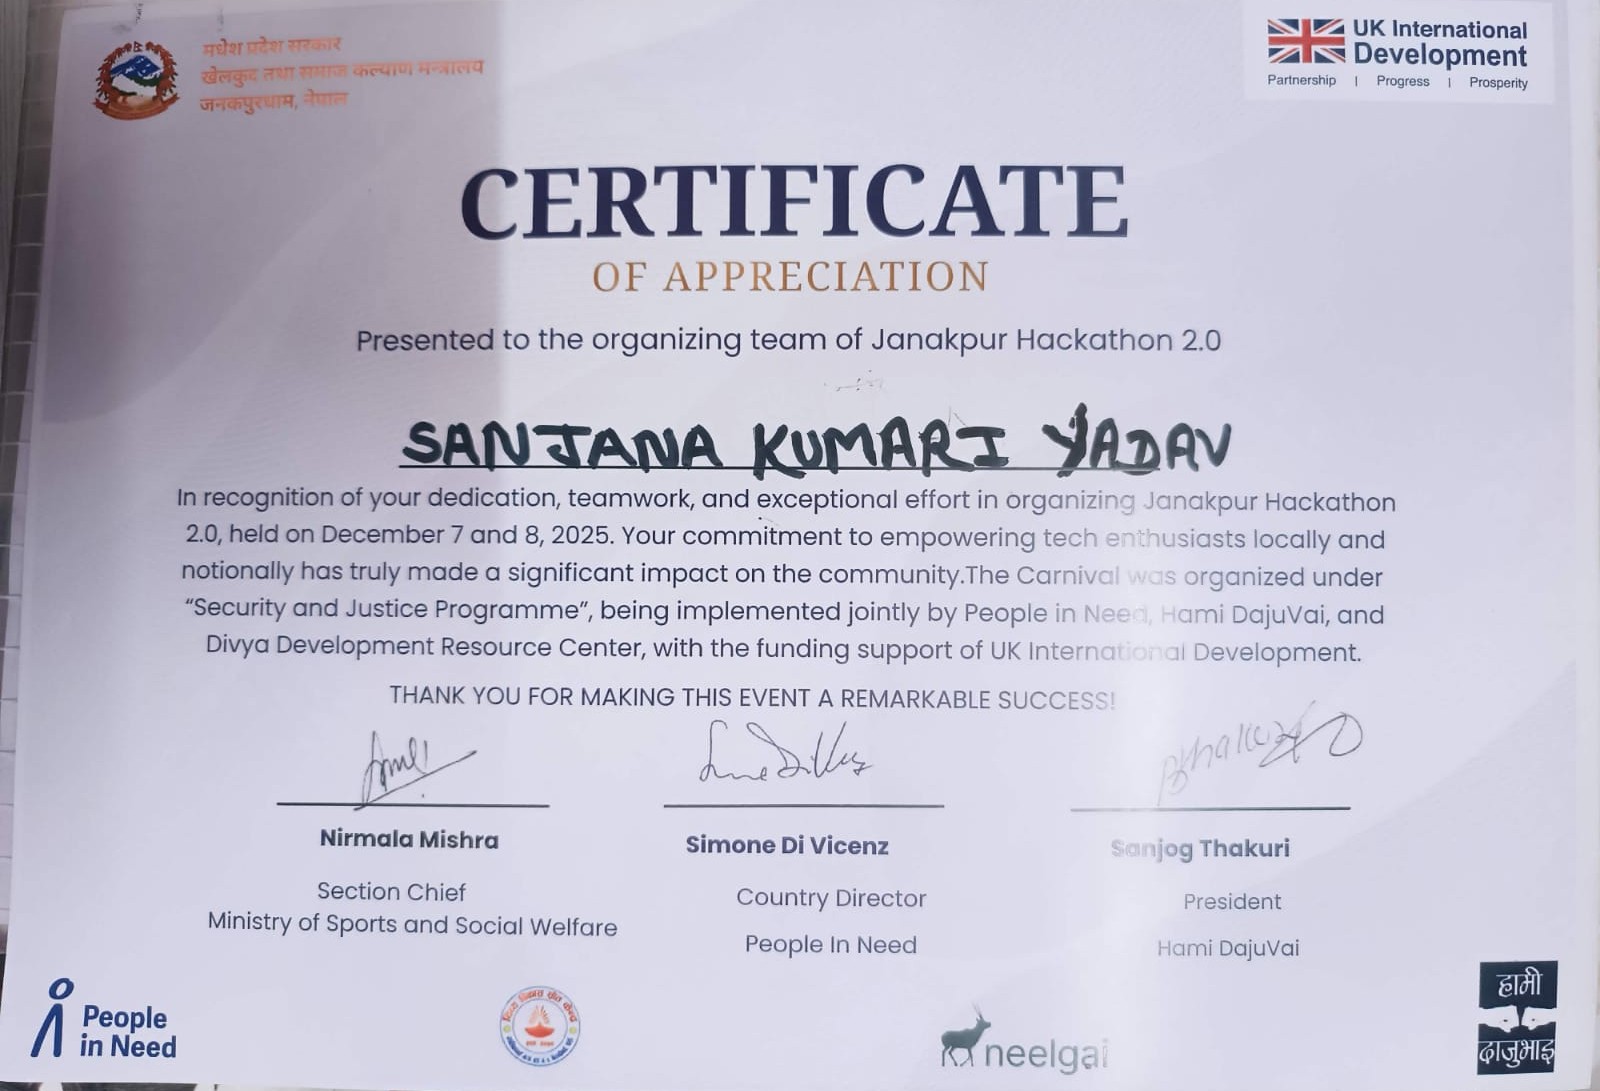 मधेश प्रदेश सरकार
खेलकुद तथा समाज कल्याण मन्त्रालय
जनकपुरधाम, नेपाल
UK International
Development
Partnership | Progress | Prosperity
CERTIFICATE
OF APPRECIATION
Presented to the organizing team of Janakpur Hackathon 2.0
SANJANA KUMARI YADAV
In recognition of your dedication, teamwork, and exceptional effort in organizing Janakpur Hackathon
2.0, held on December 7 and 8, 2025. Your commitment to empowering tech enthusiasts locally and
notionally has truly made a significant impact on the community.The Carnival was organized under
“Security and Justice Programme”, being implemented jointly by People in Need, Hami DajuVai, and
Divya Development Resource Center, with the funding support of UK International Development.
THANK YOU FOR MAKING THIS EVENT A REMARKABLE SUCCESS!
Nirmala Mishra
Section Chief
Ministry of Sports and Social Welfare
Simone Di Vicenz
Country Director
People In Need
Sanjog Thakuri
President
Hami DajuVai
People
in Need
neelgai
हामी
दाजुभाइ